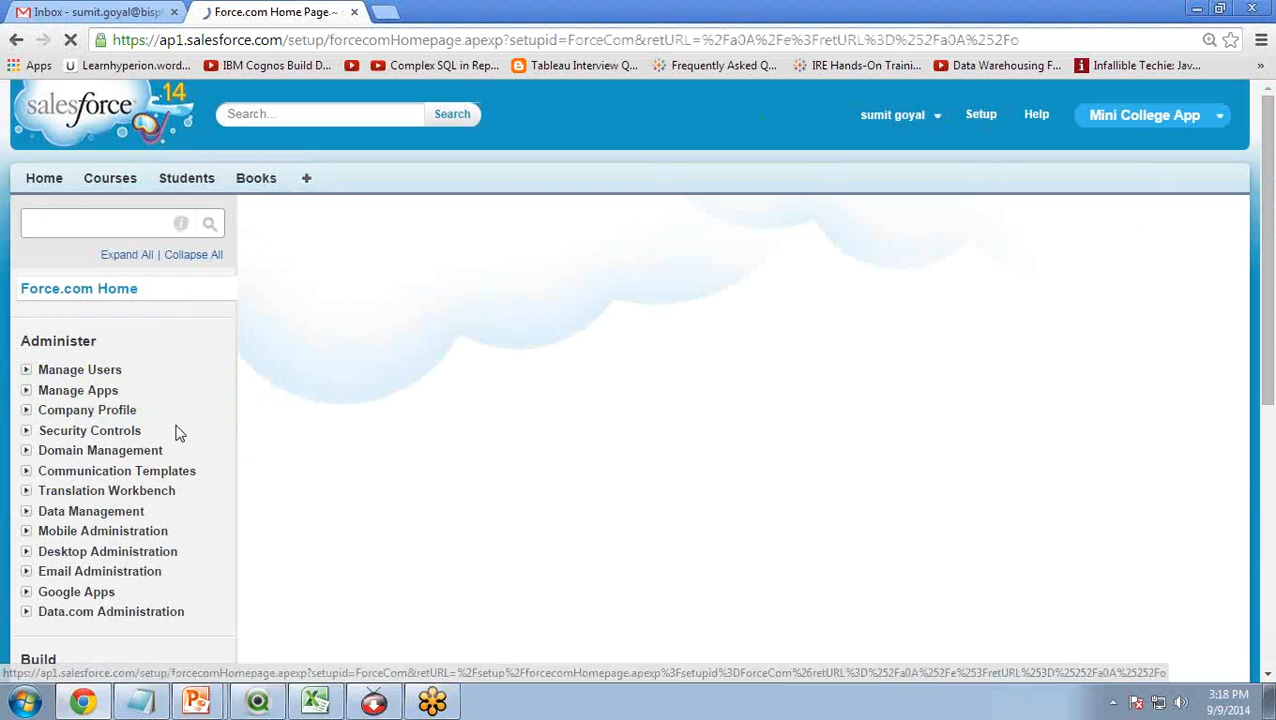 Inbox - sumit.goyal@bisp
Force.com Home Page ~
https://ap1.salesforce.com/setup/forcecomHomepage.apexp?setupid=ForceCom&retURL=%2Fa0A%2Fe%3FretURL%3D%252Fa0A%252Fo
Apps
Learnhyperion.word...
IBM Cognos Build D...
Complex SQL in Rep...
Tableau Interview Q...
Frequently Asked Q...
IRE Hands-On Traini...
Data Warehousing F...
Infallible Techie: Jav...
»
salesforce
14
Search...
Search
sumit goyal
Setup
Help
Mini College App
Home
Courses
Students
Books
+
Expand All | Collapse All
Force.com Home
Administer
Manage Users
Manage Apps
Company Profile
Security Controls
Domain Management
Communication Templates
Translation Workbench
Data Management
Mobile Administration
Desktop Administration
Email Administration
Google Apps
Data.com Administration
Build
https://ap1.salesforce.com/setup/forcecomHomepage.apexp?setupid=ForceCom&retURL=%2Fsetup%2FforcecomHomepage.apexp%3Fsetupid%3DForceCom%26retURL%3D%252Fa0A%252Fe%253FretURL%253D%25252Fa0A%25252Fo
3:18 PM
9/9/2014